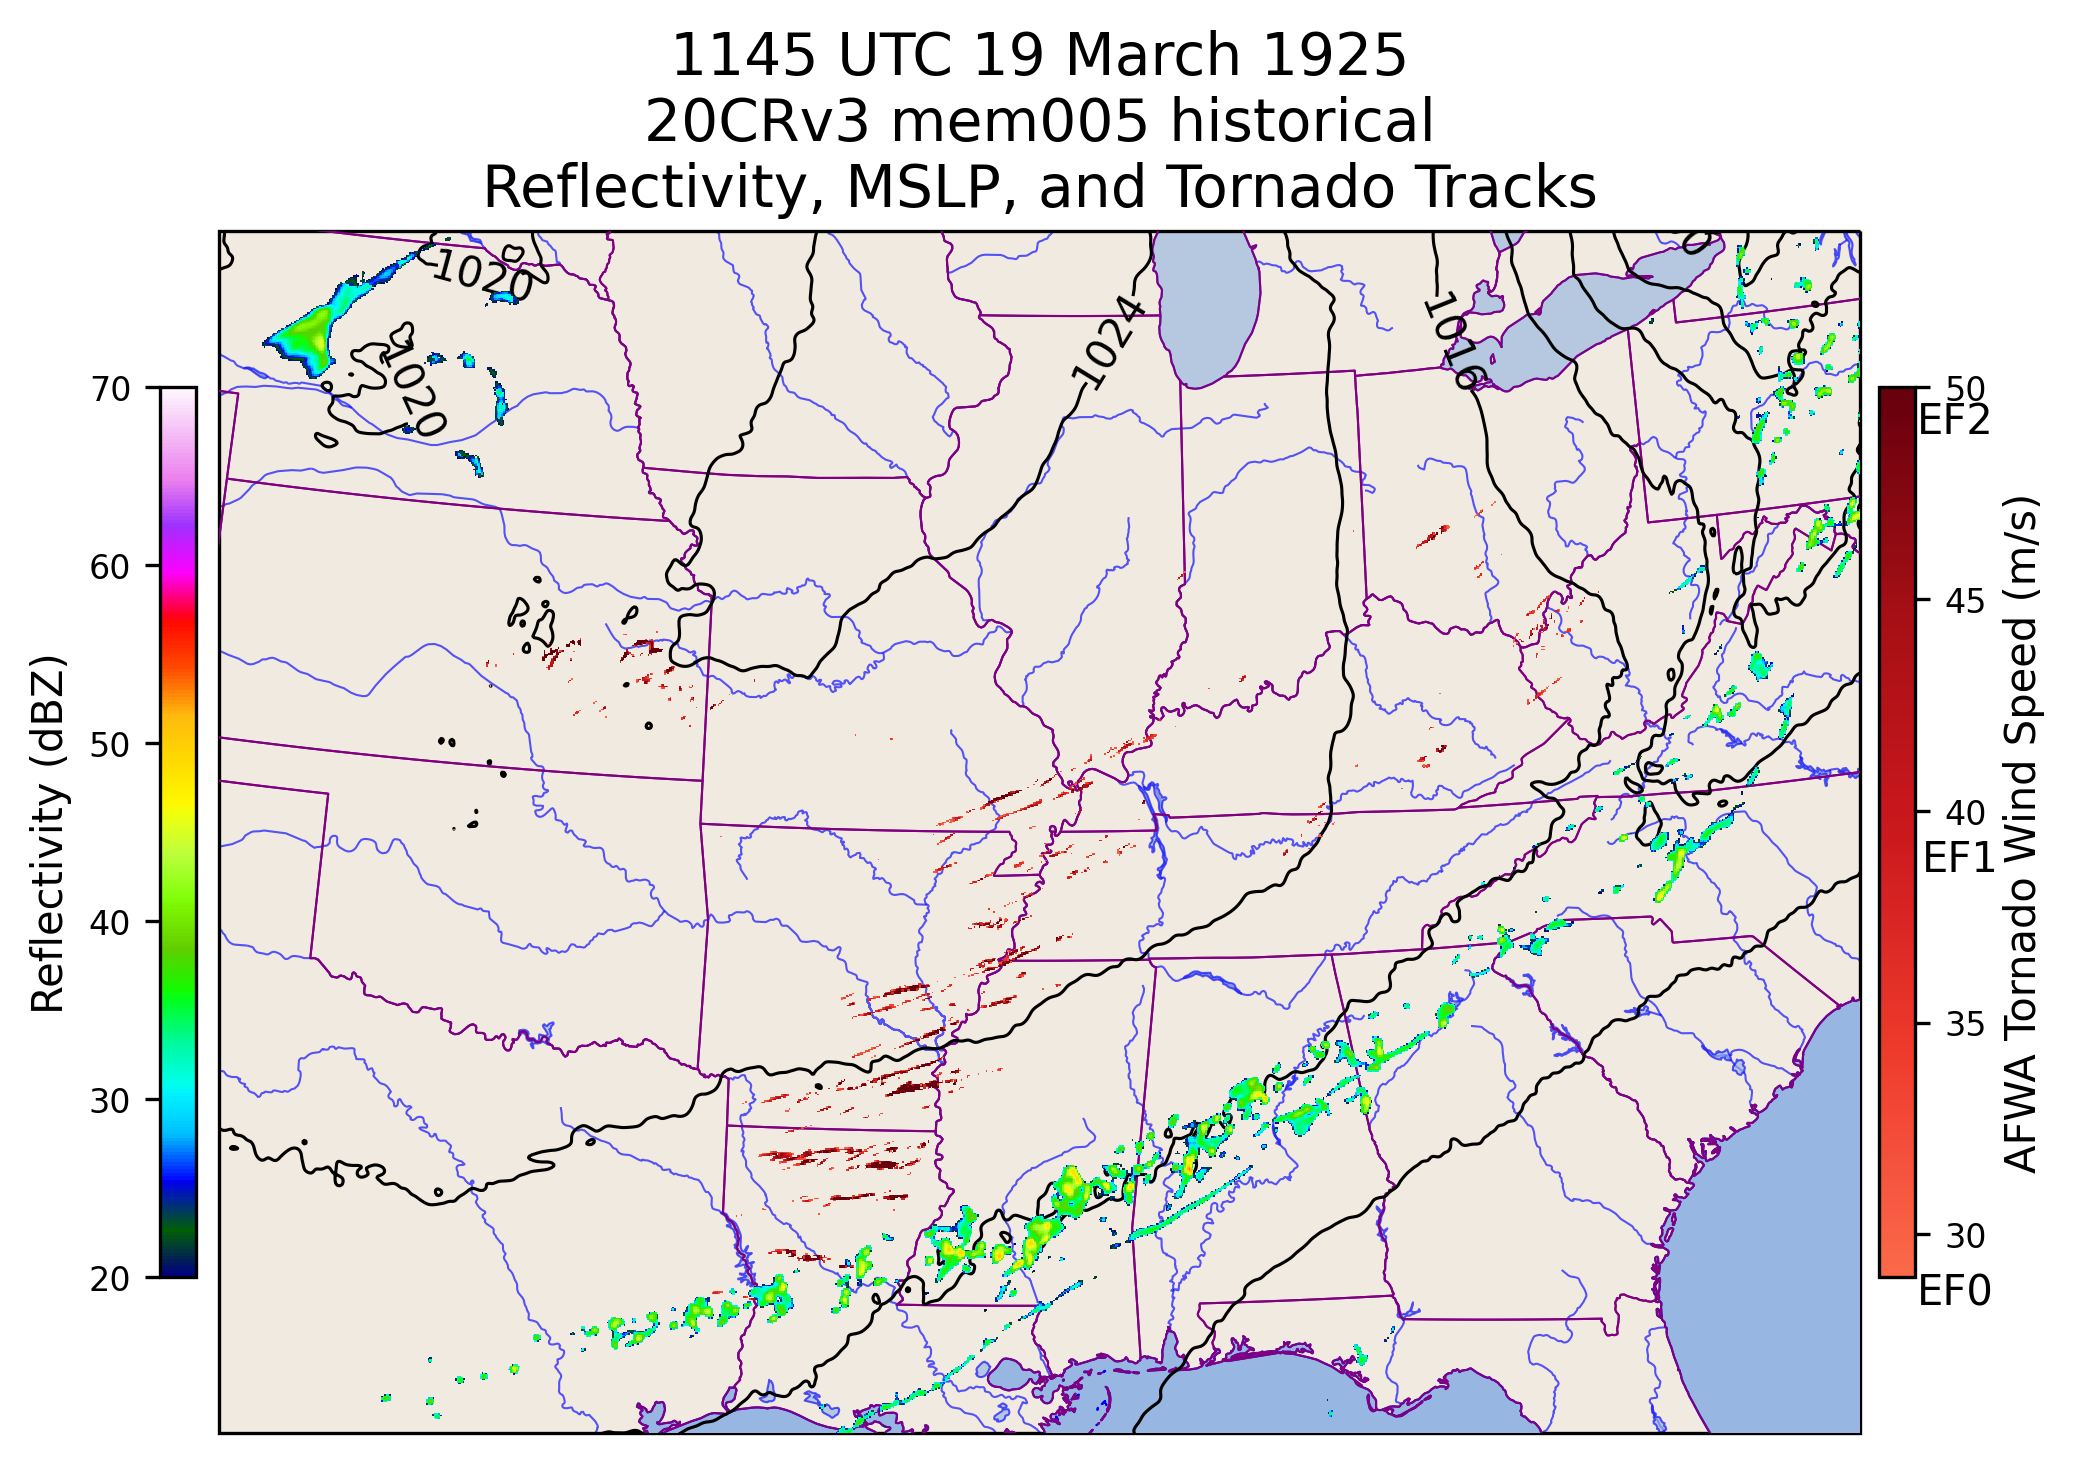 1145 UTC 19 March 1925
20CRv3 mem005 historical
Reflectivity, MSLP, and Tornado Tracks
1020
1020
1024
1016
0
Reflectivity (dBZ)
70
60
50
40
30
20
50
EF2
45
40
EF1
35
30
EF0
AFWA Tornado Wind Speed (m/s)